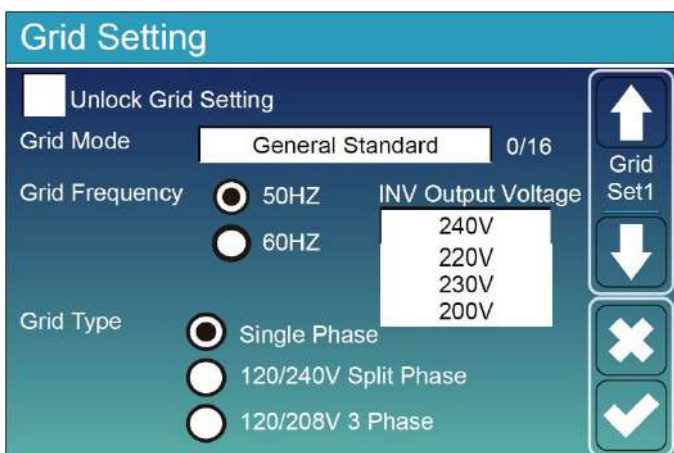 Grid Setting
Unlock Grid Setting
Grid Mode
General Standard
0/16
Grid Set1
Grid Frequency
50HZ
60HZ
INV Output Voltage
240V
220V
230V
200V
Grid Type
Single Phase
120/240V Split Phase
120/208V 3 Phase